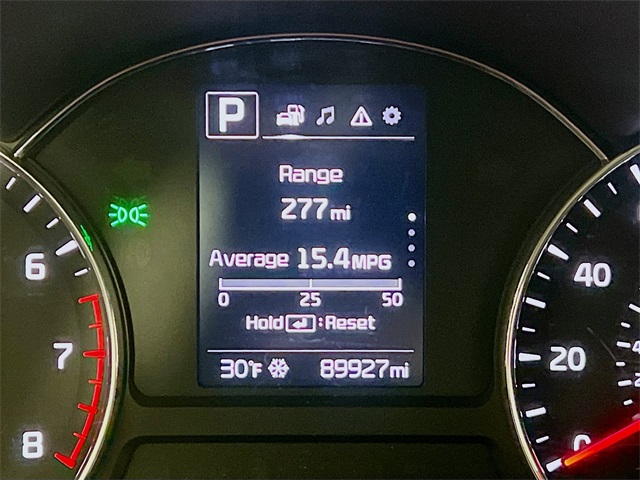 P
Range
277 mi
Average 15.4 MPG
0 25 50
Hold : Reset
30°F 89927 mi
6
7
8
40
20
0